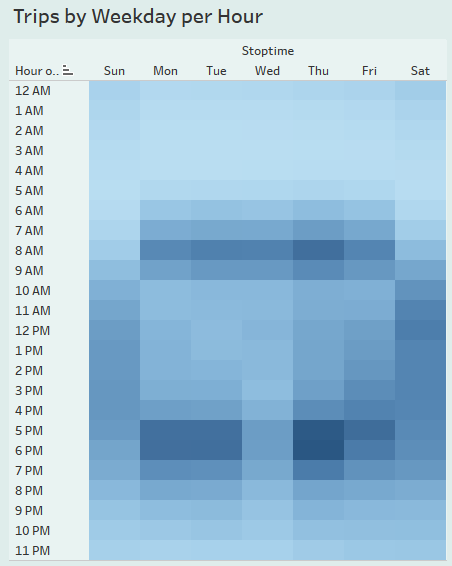 Trips by Weekday per Hour
Stoptime
Hour o.. Sun Mon Tue Wed Thu Fri Sat
12 AM
1 AM
2 AM
3 AM
4 AM
5 AM
6 AM
7 AM
8 AM
9 AM
10 AM
11 AM
12 PM
1 PM
2 PM
3 PM
4 PM
5 PM
6 PM
7 PM
8 PM
9 PM
10 PM
11 PM